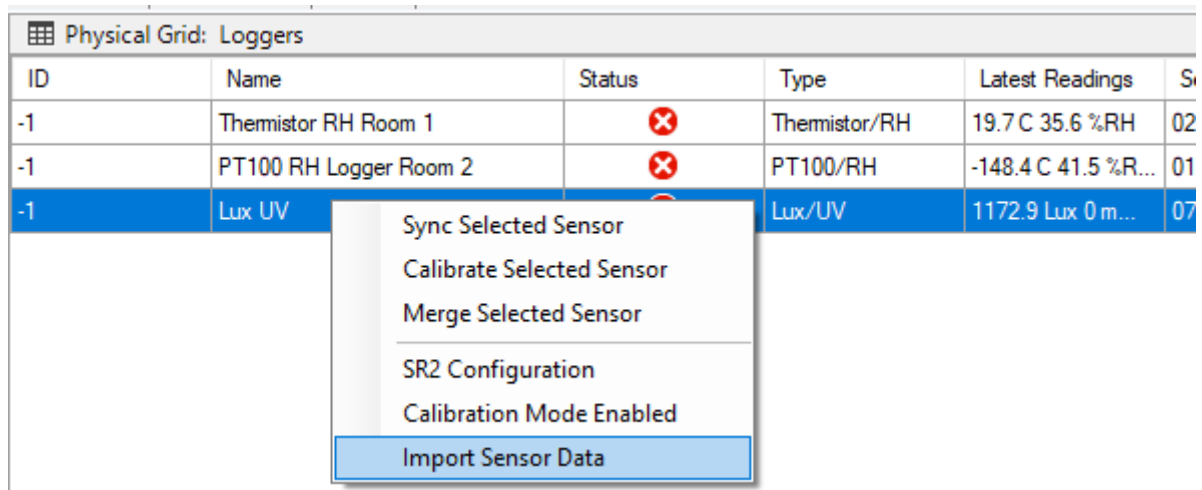 Physical Grid: Loggers
ID Name Status Type Latest Readings
-1 Thermistor RH Room 1 Thermistor/RH 19.7 C 35.6 %RH 02
-1 PT100 RH Logger Room 2 PT100/RH -148.4 C 41.5 %R... 01
-1 Lux UV Lux/UV 1172.9 Lux 0 m... 07
Sync Selected Sensor
Calibrate Selected Sensor
Merge Selected Sensor
SR2 Configuration
Calibration Mode Enabled
Import Sensor Data